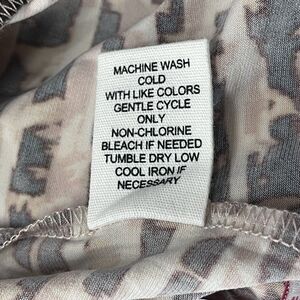 MACHINE WASH
COLD
WITH LIKE COLORS
GENTLE CYCLE
ONLY
NON-CHLORINE
BLEACH IF NEEDED
TUMBLE DRY LOW
COOL IRON IF
NECESSARY